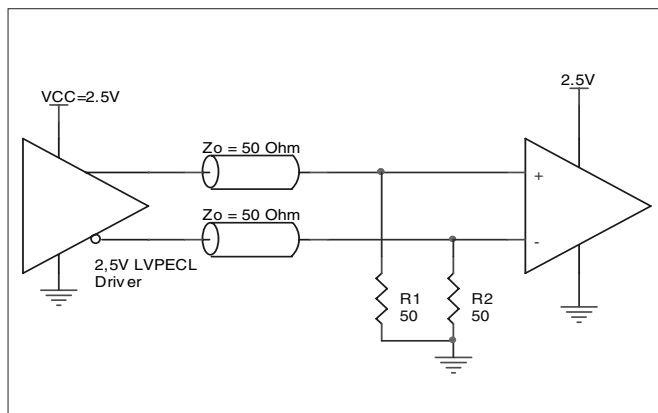 2.5V
VCC=2.5V
Zo = 50 Ohm
+
Zo = 50 Ohm
-
2,5V LVPECL
Driver
R1
50
R2
50